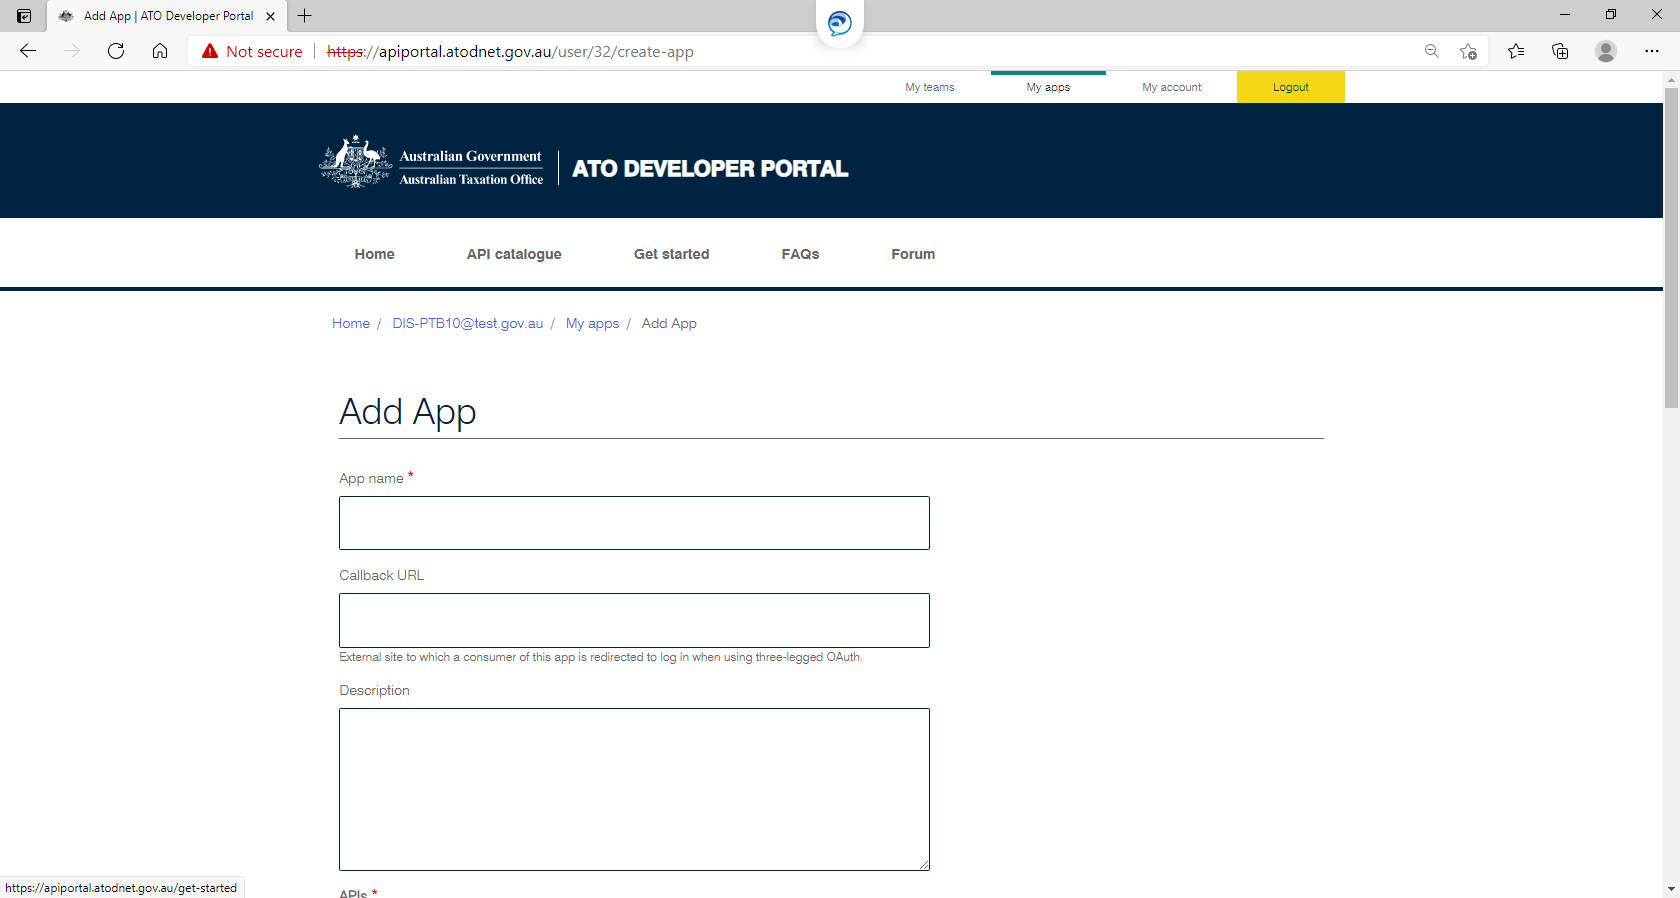 Add App | ATO Developer Portal
Not secure https://apiportal.atodnet.gov.au/user/32/create-app
My teams My apps My account Logout
Australian Government
Australian Taxation Office
ATO DEVELOPER PORTAL
Home API catalogue Get started FAQs Forum
Home / DIS-PTB10@test.gov.au / My apps / Add App
Add App
App name *
Callback URL
External site to which a consumer of this app is redirected to log in when using three-legged OAuth.
Description
APIs *
https://apiportal.atodnet.gov.au/get-started